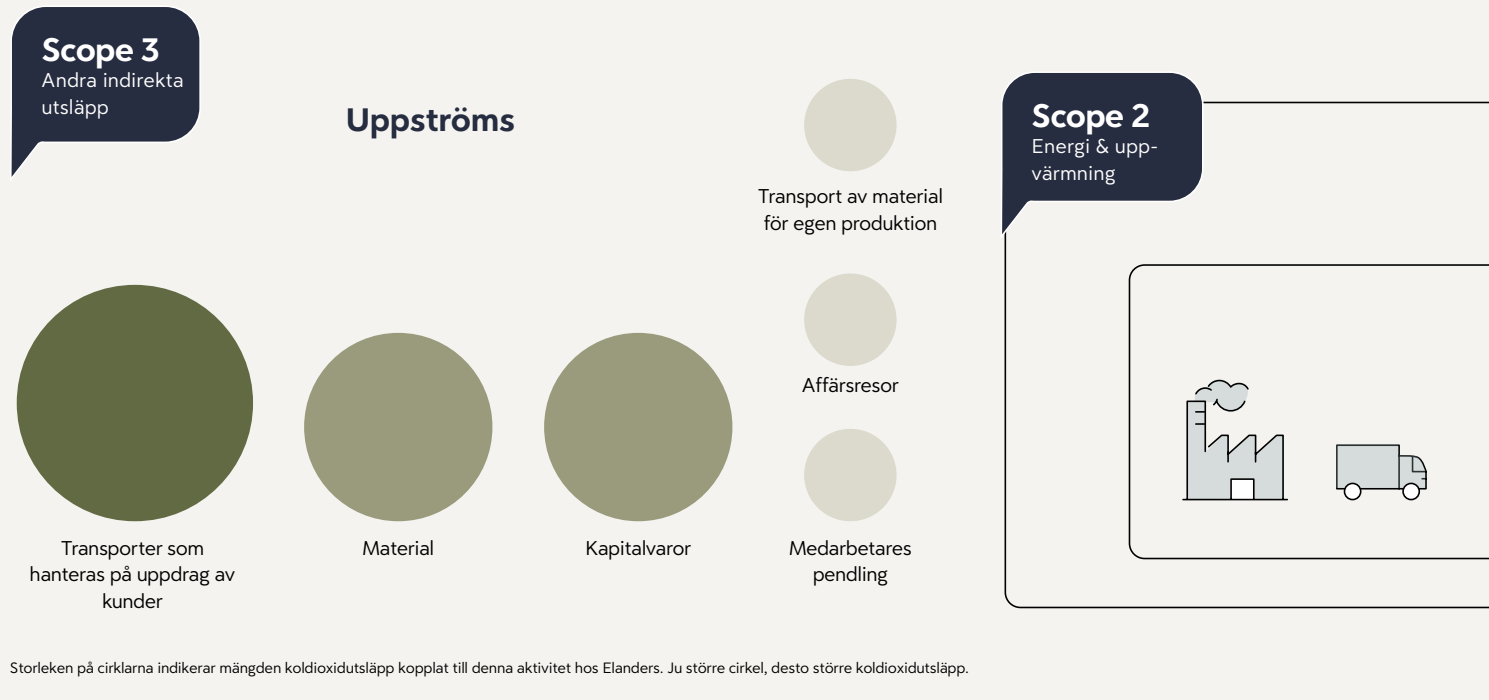 Scope 3
Andra indirekta
utsläpp
Uppströms
Transport av material
för egen produktion
Affärsresor
Medarbetares
pendling
Transporter som
hanteras på uppdrag av
kunder
Material
Kapitalvaror
Scope 2
Energi & upp-
värmning
Storleken på cirklarna indikerar mängden koldioxidutsläpp kopplat till denna aktivitet hos Elanders. Ju större cirkel, desto större koldioxidutsläpp.